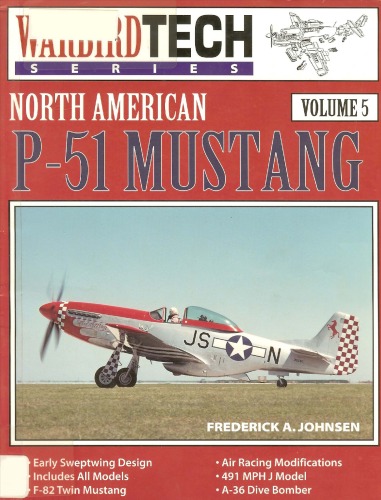 WARBIRDTECH
SERIES
NORTH AMERICAN
VOLUME 5
P-51 MUSTANG
JS N
FREDERICK A. JOHNSEN
• Early Sweptwing Design
• Includes All Models
• F-82 Twin Mustang
• Air Racing Modifications
• 491 MPH J Model
• A-36 Dive Bomber